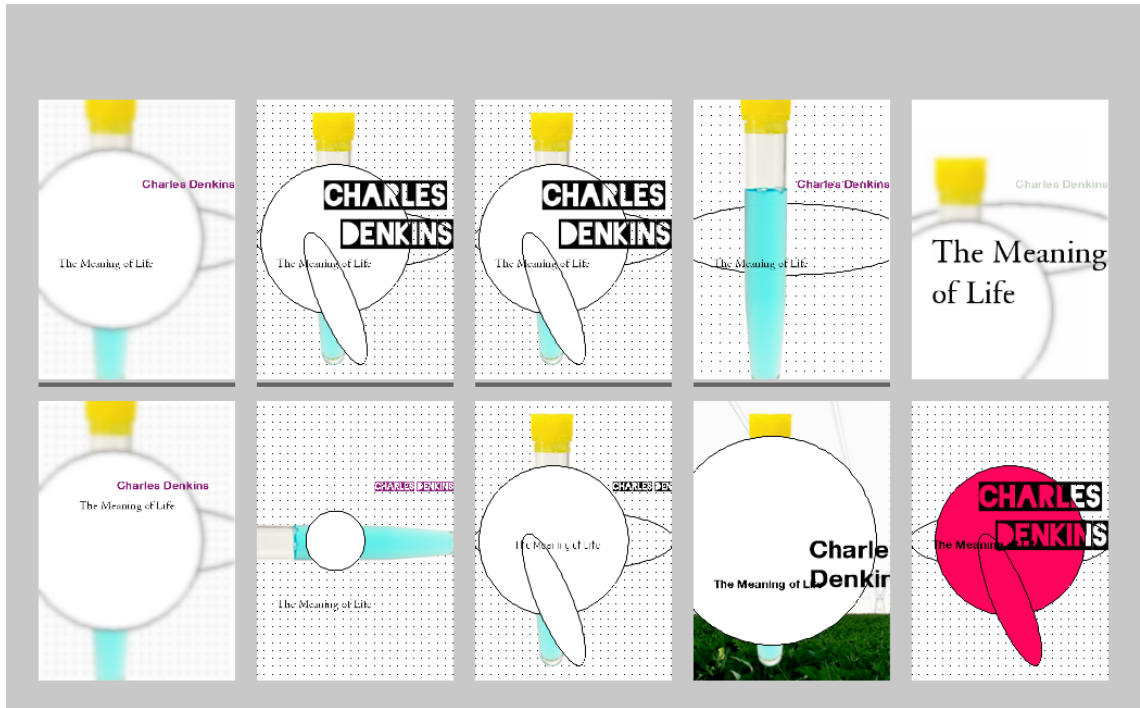 Charles Denkins
The Meaning of Life
CHARLES
DENKINS
The Meaning of Life
CHARLES
DENKINS
The Meaning of Life
Charles Denkins
The Meaning of Life
Charles Denkins
The Meaning
of Life
Charles Denkins
The Meaning of Life
CHARLES DENKINS
The Meaning of Life
CHARLES DEN
The Meaning of Life
Charle
Denkin
The Meaning of Life
CHARLES
DENKINS
The Meaning